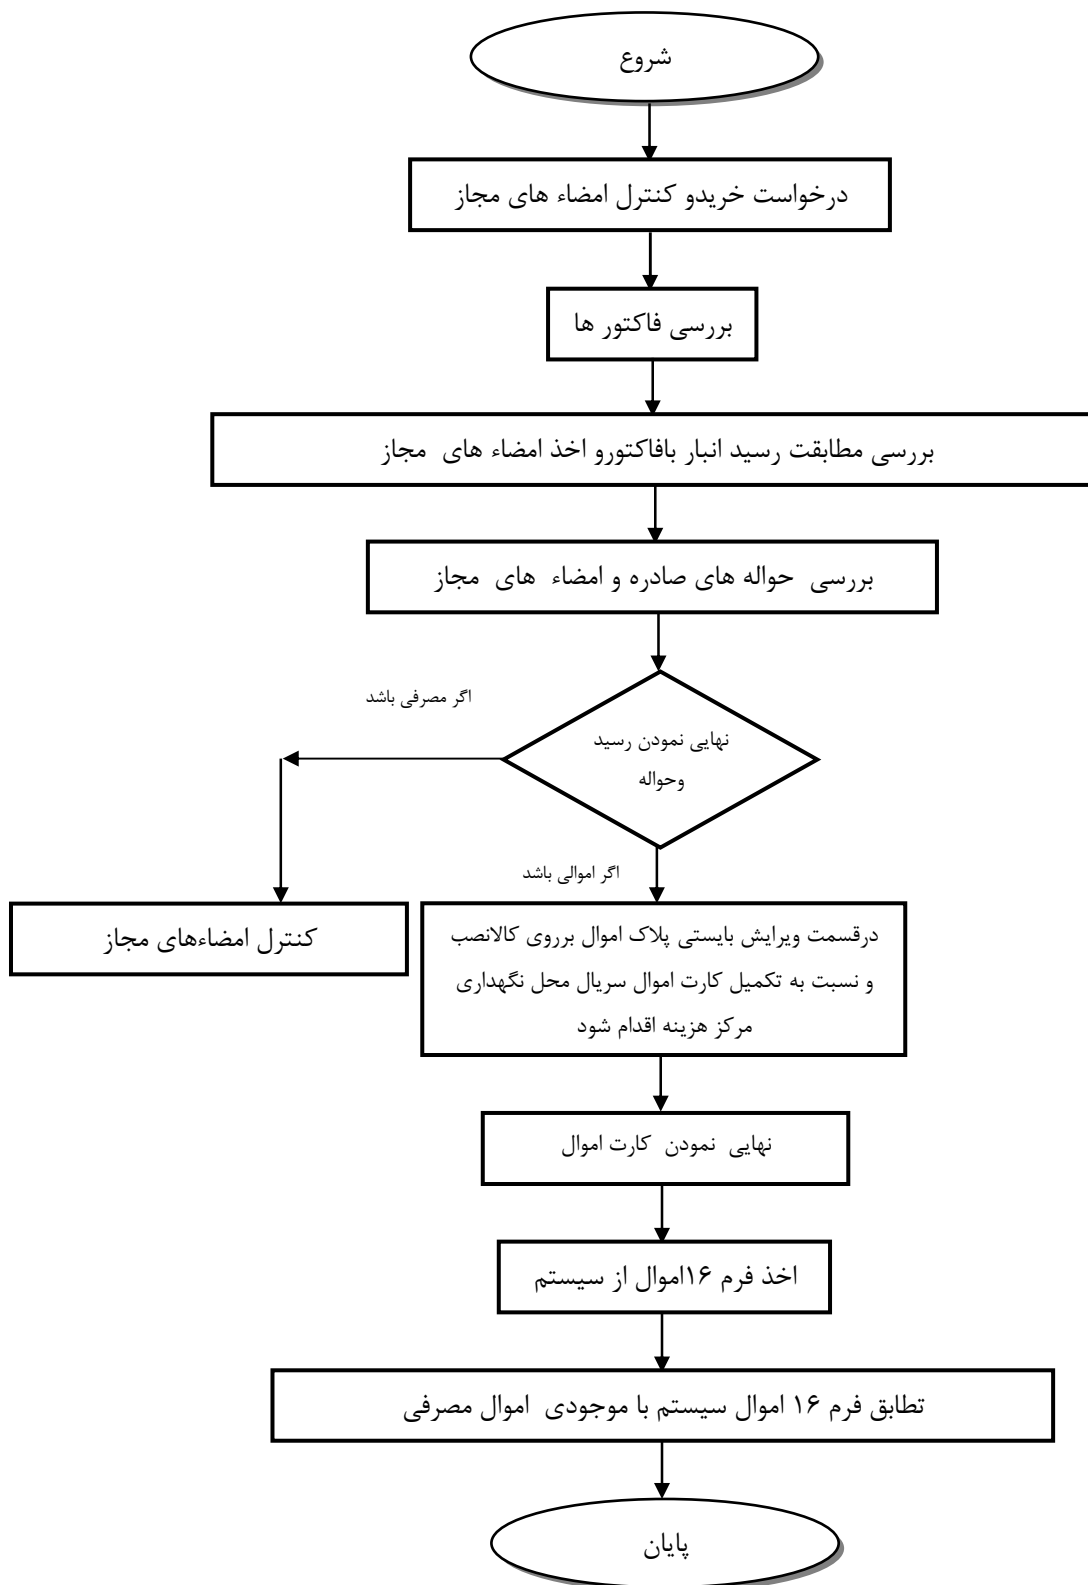 شروع
درخواست خریدو کنترل امضاء های مجاز
بررسی فاکتور ها
بررسی مطابقت رسید انبار بافاکتورو اخذ امضاء های مجاز
بررسی حواله های صادره و امضاء های مجاز
اگر مصرفی باشد
نهایی نمودن رسید
وحواله
اگر اموالی باشد
کنترل امضاءهای مجاز
درقسمت ویرایش بایستی پلاک اموال برروی کالانصب
و نسبت به تکمیل کارت اموال سریال محل نگهداری
مرکز هزینه اقدام شود
نهایی نمودن کارت اموال
اخذ فرم ۱۶اموال از سیستم
تطابق فرم ۱۶ اموال سیستم با موجودی اموال مصرفی
پایان